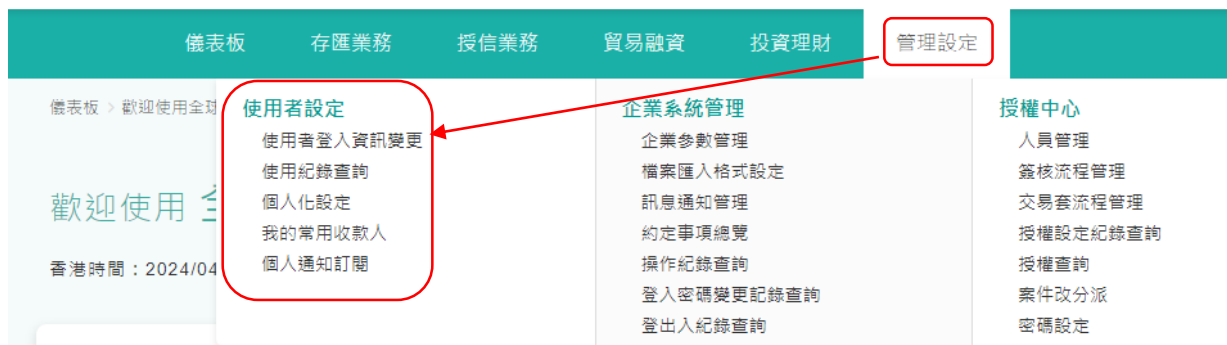 儀表板 存匯業務 授信業務 貿易融資 投資理財 管理設定
儀表板 > 歡迎使用全球
歡迎使用 全
香港時間：2024/04
使用者設定
使用者登入資訊變更
使用紀錄查詢
個人化設定
我的常用收款人
個人通知訂閱
企業系統管理
企業參數管理
檔案匯入格式設定
訊息通知管理
約定事項總覽
操作紀錄查詢
登入密碼變更記錄查詢
登出入紀錄查詢
授權中心
人員管理
簽核流程管理
交易套流程管理
授權設定紀錄查詢
授權查詢
案件改分派
密碼設定